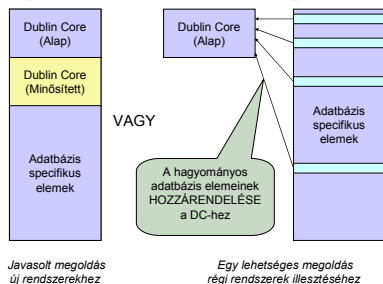 Dublin Core
(Alap)
Dublin Core
(Minősített)
Adatbázis
specifikus
elemek
VAGY
Dublin Core
(Alap)
Adatbázis
specifikus
elemek
A
hagyományos
adatbázis
elemeinek
HOZZÁRENDELÉSE
a DC-hez
Javasolt megoldás
új rendszerekhez
Egy lehetséges megoldás
régi rendszerek illesztéséhez